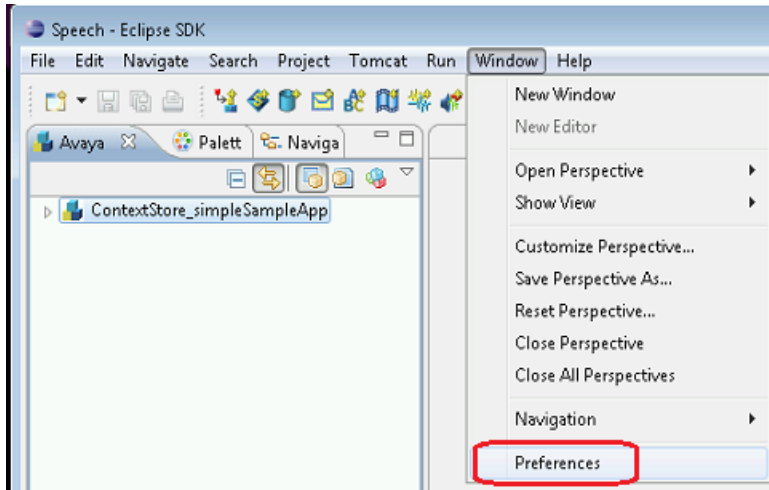 Speech - Eclipse SDK
File Edit Navigate Search Project Tomcat Run Window Help
New Window
New Editor
Avaya Palett Naviga
Open Perspective
Show View
ContextStore_simpleSampleApp
Customize Perspective...
Save Perspective As...
Reset Perspective...
Close Perspective
Close All Perspectives
Navigation
Preferences